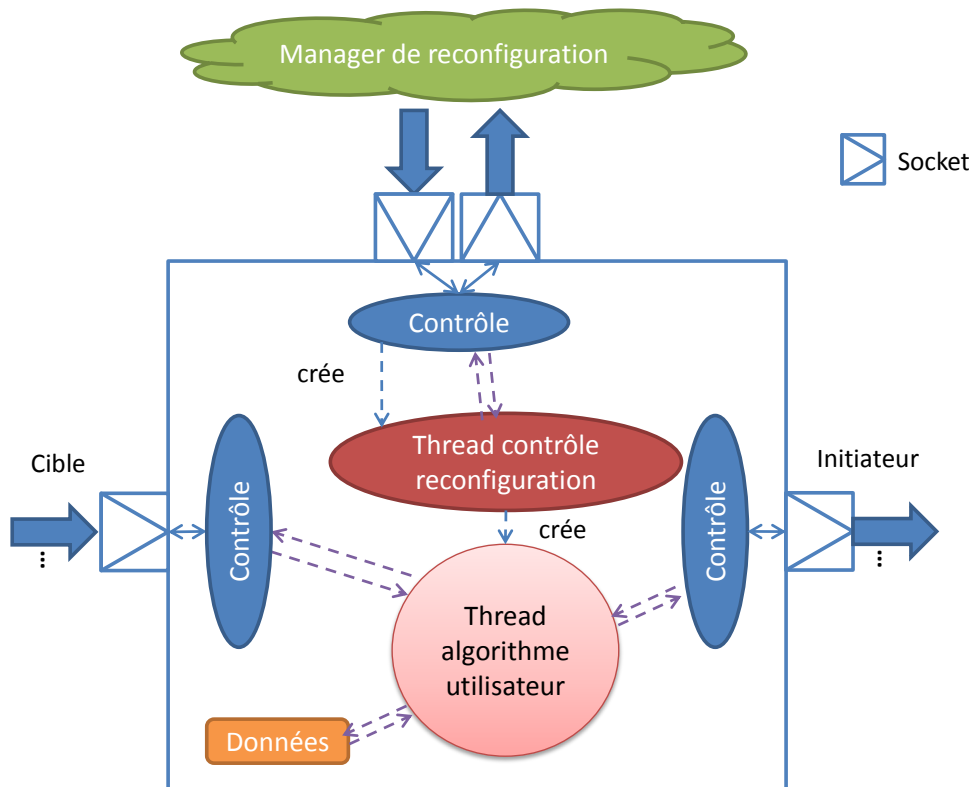 Manager de reconfiguration
Socket
Contrôle
crée
Thread contrôle
reconfiguration
Cible
Initiateur
Contrôle
Contrôle
crée
...
...
Thread
algorithme
utilisateur
Données